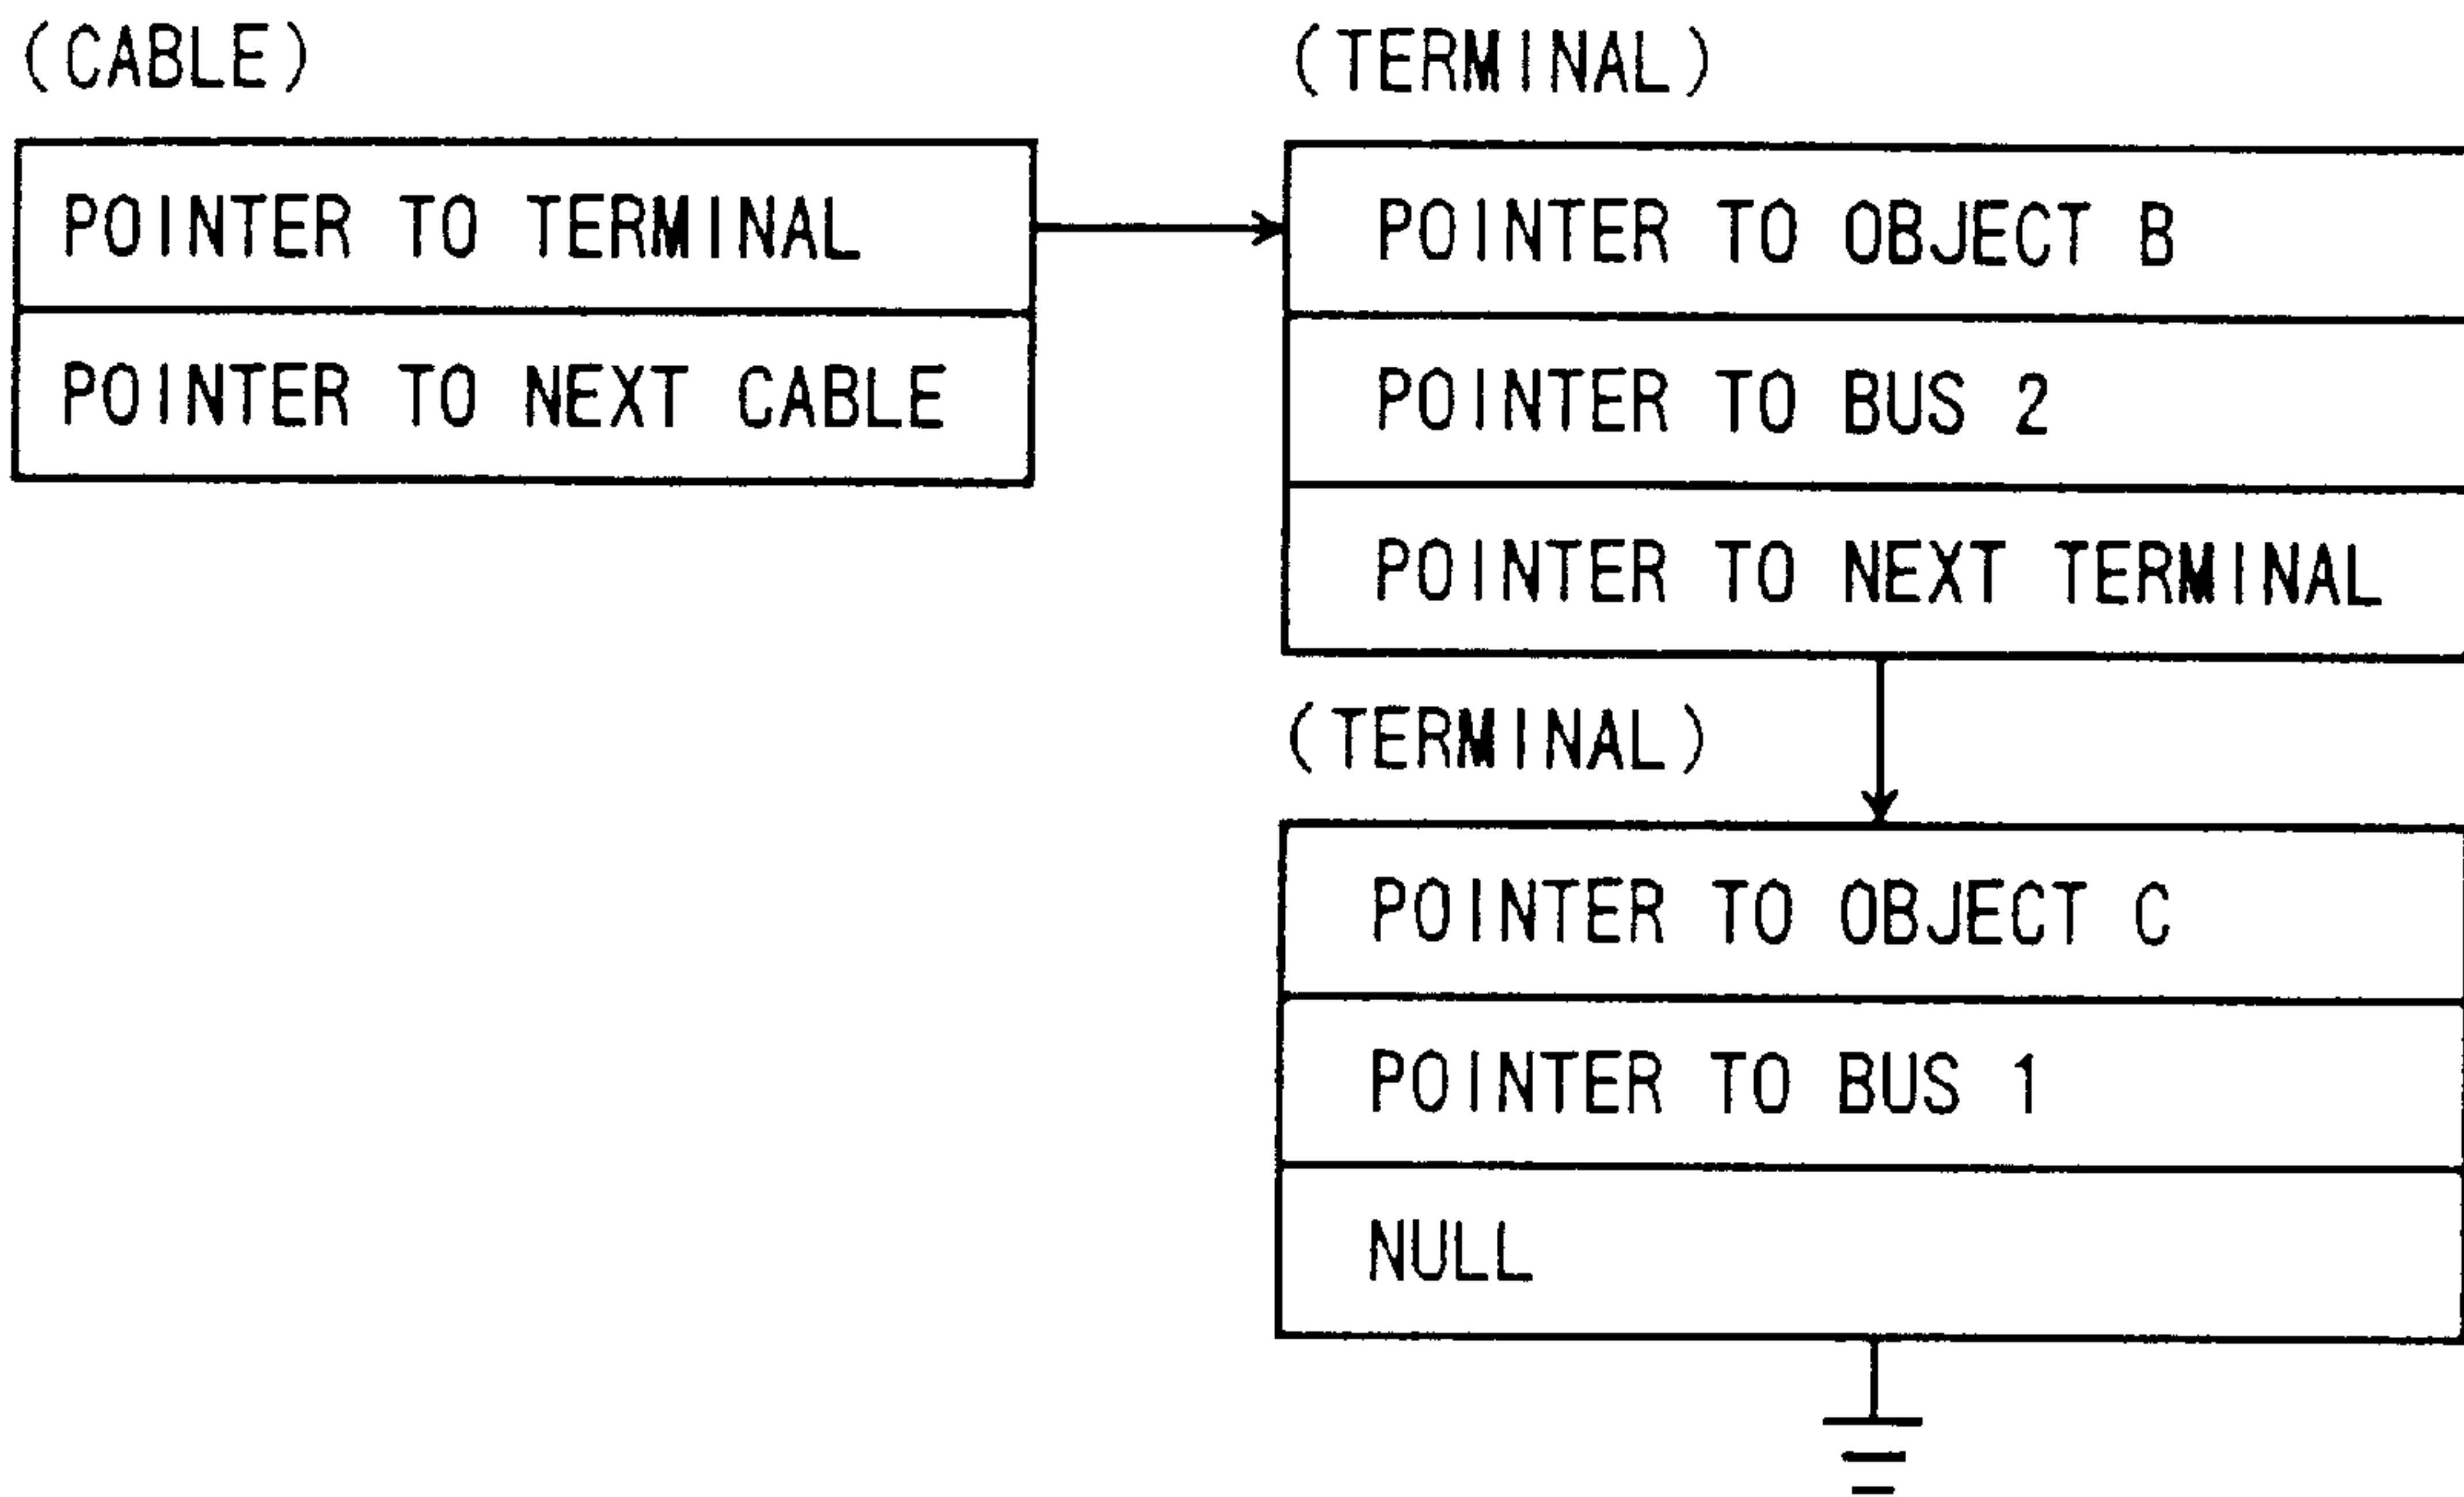 (CABLE)
POINTER TO TERMINAL
POINTER TO NEXT CABLE
(TERMINAL)
POINTER TO OBJECT B
POINTER TO BUS 2
POINTER TO NEXT TERMINAL
(TERMINAL)
POINTER TO OBJECT C
POINTER TO BUS 1
NULL